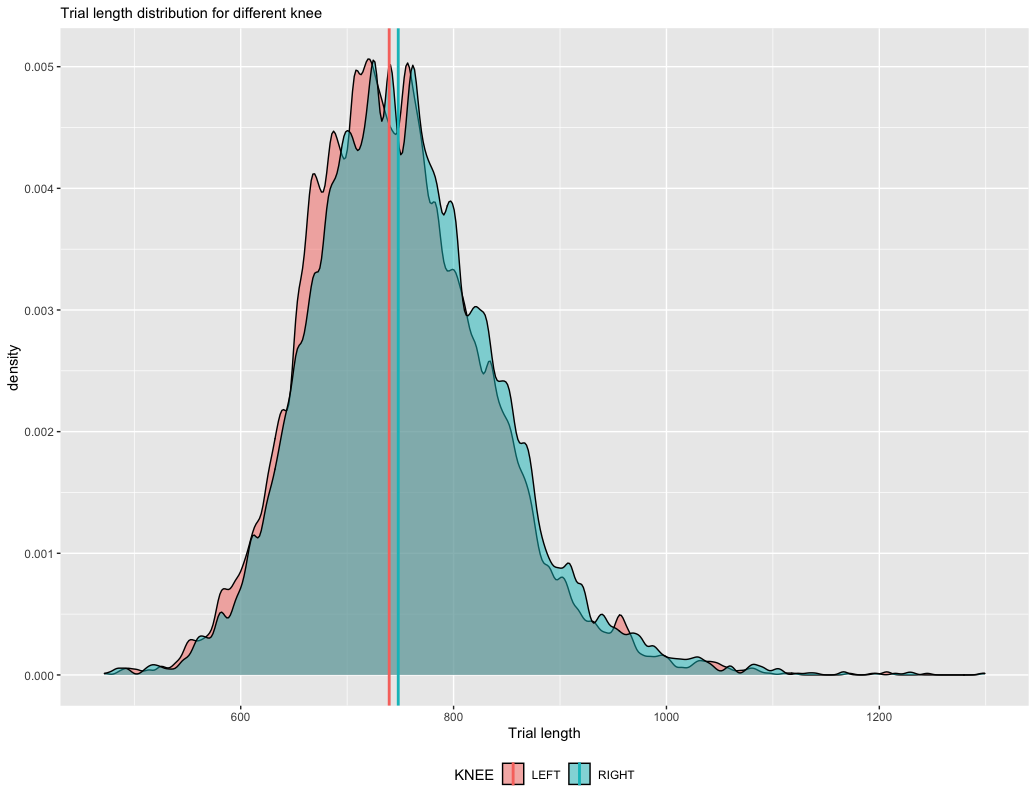 Trial length distribution for different knee
density
0.005
0.004
0.003
0.002
0.001
0.000
600 800 1000 1200
Trial length
KNEE LEFT RIGHT